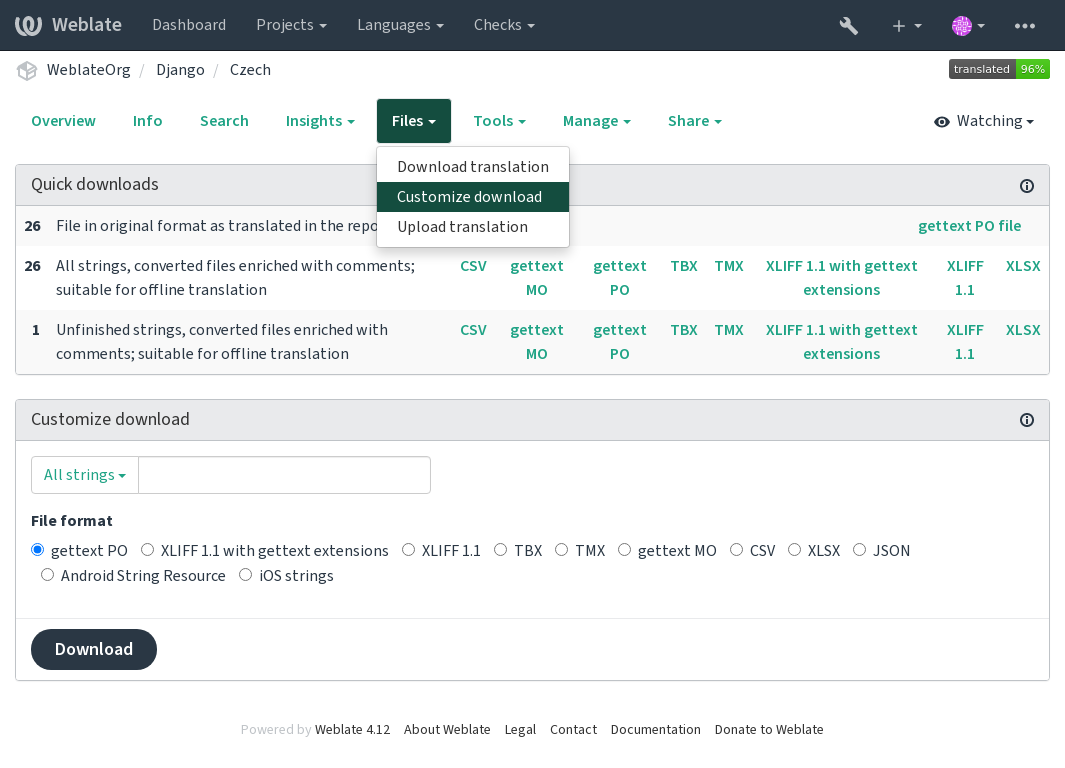 Weblate Dashboard Projects Languages Checks
WeblateOrg / Django / Czech
translated 96%
Overview Info Search Insights Files Tools Manage Share Watching
Download translation
Customize download
Upload translation
Quick downloads
26 File in original format as translated in the repo gettext PO file
26 All strings, converted files enriched with comments; suitable for offline translation CSV gettext MO gettext PO TBX TMX XLIFF 1.1 with gettext extensions XLIFF 1.1 XLSX
1 Unfinished strings, converted files enriched with comments; suitable for offline translation CSV gettext MO gettext PO TBX TMX XLIFF 1.1 with gettext extensions XLIFF 1.1 XLSX
Customize download
All strings
File format
gettext PO XLIFF 1.1 with gettext extensions XLIFF 1.1 TBX TMX gettext MO CSV XLSX JSON
Android String Resource iOS strings
Download
Powered by Weblate 4.12 About Weblate Legal Contact Documentation Donate to Weblate